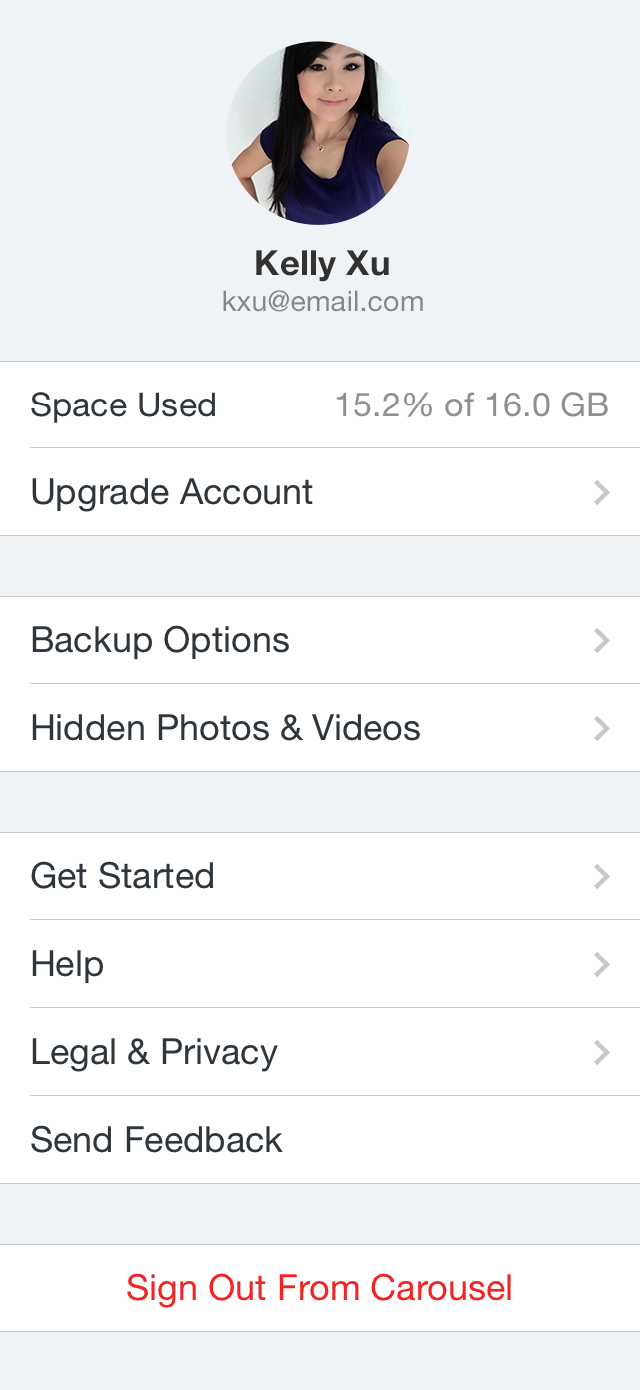 Kelly Xu
kxu@email.com
Space Used 15.2% of 16.0 GB
Upgrade Account
Backup Options
Hidden Photos & Videos
Get Started
Help
Legal & Privacy
Send Feedback
Sign Out From Carousel